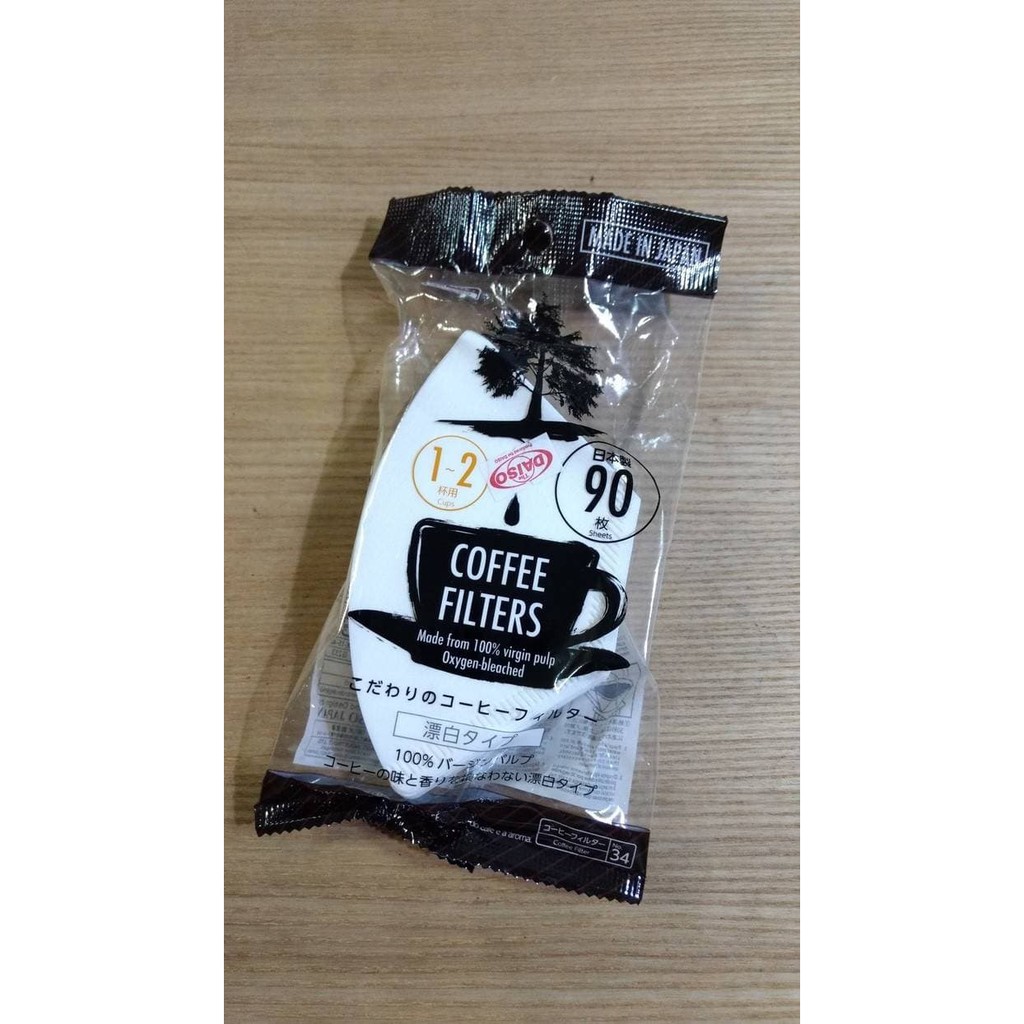 MADE IN JAPAN
1~2
杯用
Cups
The
DAISO
日本製
90
枚
Sheets
COFFEE
FILTERS
Made from 100% virgin pulp
Oxygen-bleached
こだわりのコーヒーフィルター
漂白タイプ
100%バージンパルプ
コーヒーの味と香りを損なわない漂白タイプ
e a aroma.
コーヒーフィルター
Coffee Filter
No.
34